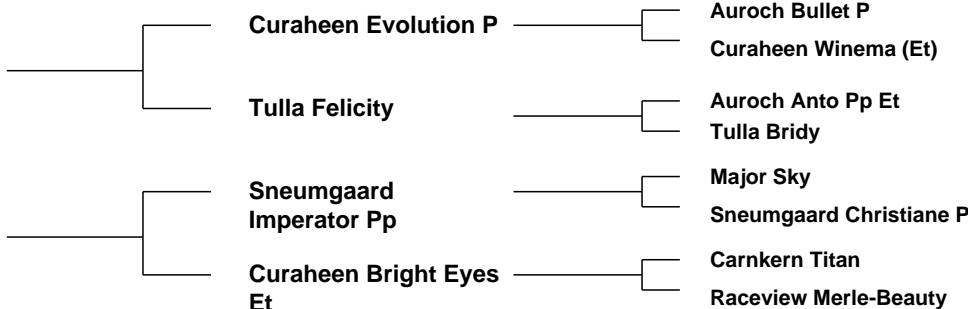 Curaheen Evolution P
Auroch Bullet P
Curaheen Winema (Et)
Tulla Felicity
Auroch Anto Pp Et
Tulla Bridy
Sneumgaard
Imperator Pp
Major Sky
Sneumgaard Christiane P
Curaheen Bright Eyes
Et
Carnkern Titan
Raceview Merle-Beauty